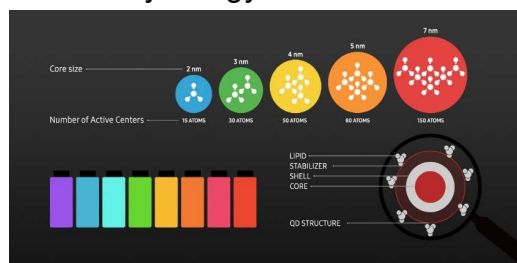 7 nm
5 nm
4 nm
3 nm
Core size 2 nm
Number of Active Centers 15 ATOMS 30 ATOMS 50 ATOMS 80 ATOMS 150 ATOMS
LIPID
STABILIZER
SHELL
CORE
QD STRUCTURE